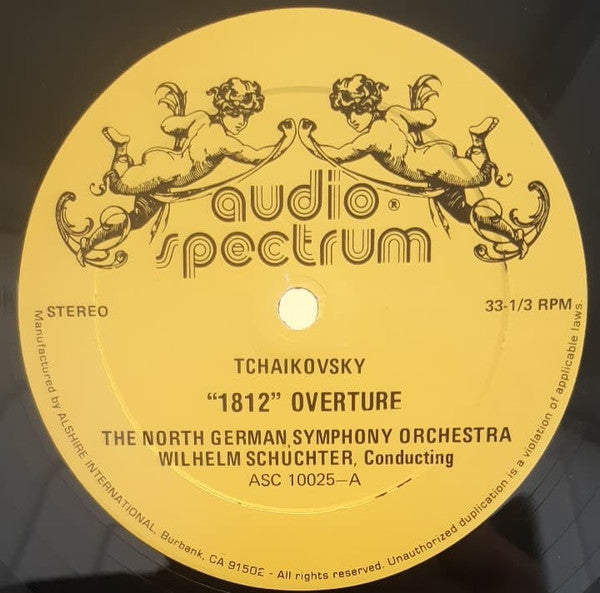 audio®
spectrum
STEREO
33-1/3 RPM
TCHAIKOVSKY
"1812" OVERTURE
THE NORTH GERMAN SYMPHONY ORCHESTRA
WILHELM SCHÜCHTER, Conducting
ASC 10025-A
Manufactured by ALSHIRE INTERNATIONAL, Burbank, CA 91502 - All rights reserved. Unauthorized duplication is a violation of applicable laws.